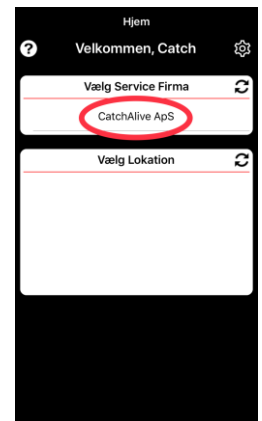 Hjem
Velkommen, Catch
Vælg Service Firma
CatchAlive ApS
Vælg Lokation